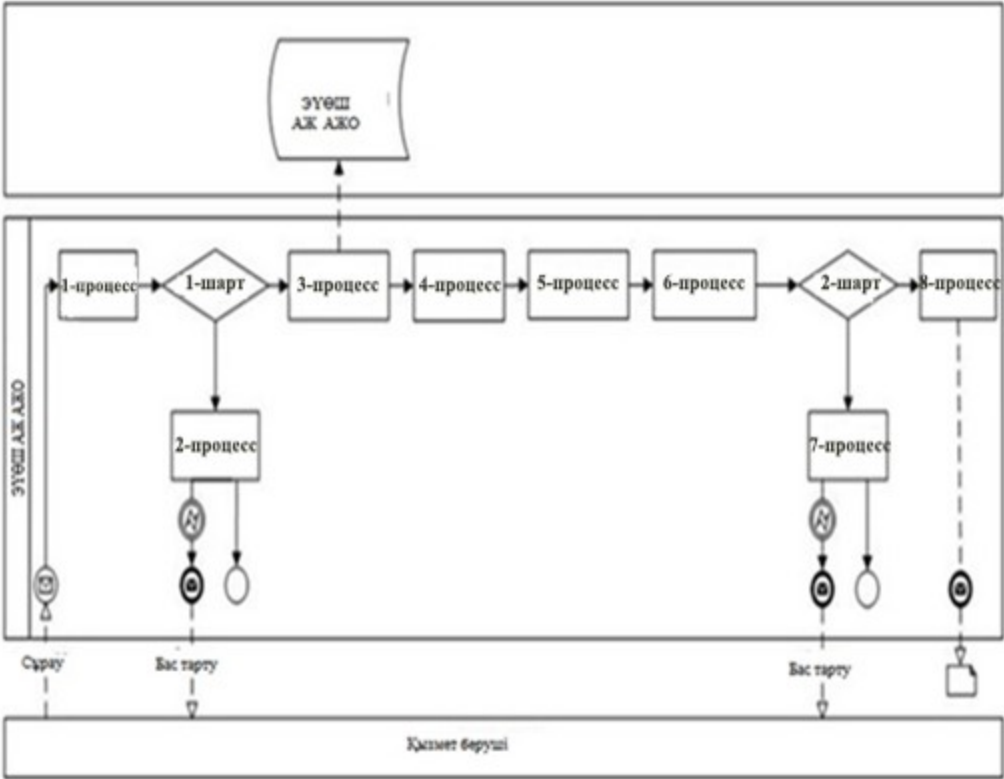 ЭҮӨШ
АЖ АЖО
ЭҮӨШ АЖ АЖО
1-процесс
1-шарт
3-процесс
4-процесс
5-процесс
6-процесс
2-шарт
8-процесс
2-процесс
7-процесс
Сұрау
Бас тарту
Бас тарту
Қызмет беруші